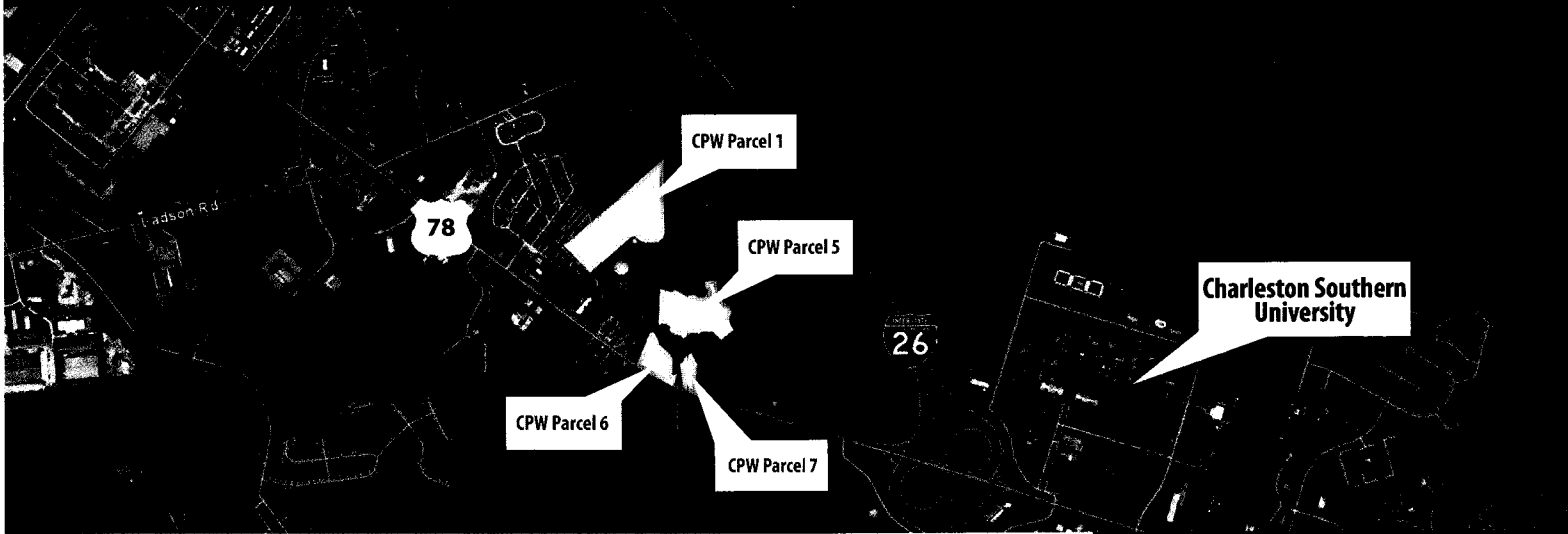 CPW Parcel 1
Ladson Rd
78
CPW Parcel 5
Charleston Southern
University
INTERSTATE
26
CPW Parcel 6
CPW Parcel 7